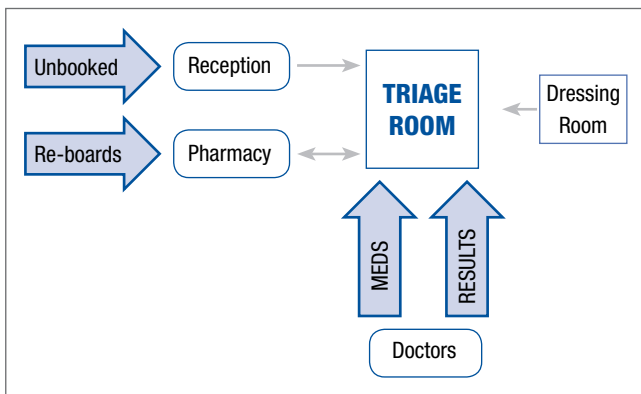 Unbooked
Reception
TRIAGE
ROOM
Dressing
Room
Re-boards
Pharmacy
MEDS
RESULTS
Doctors